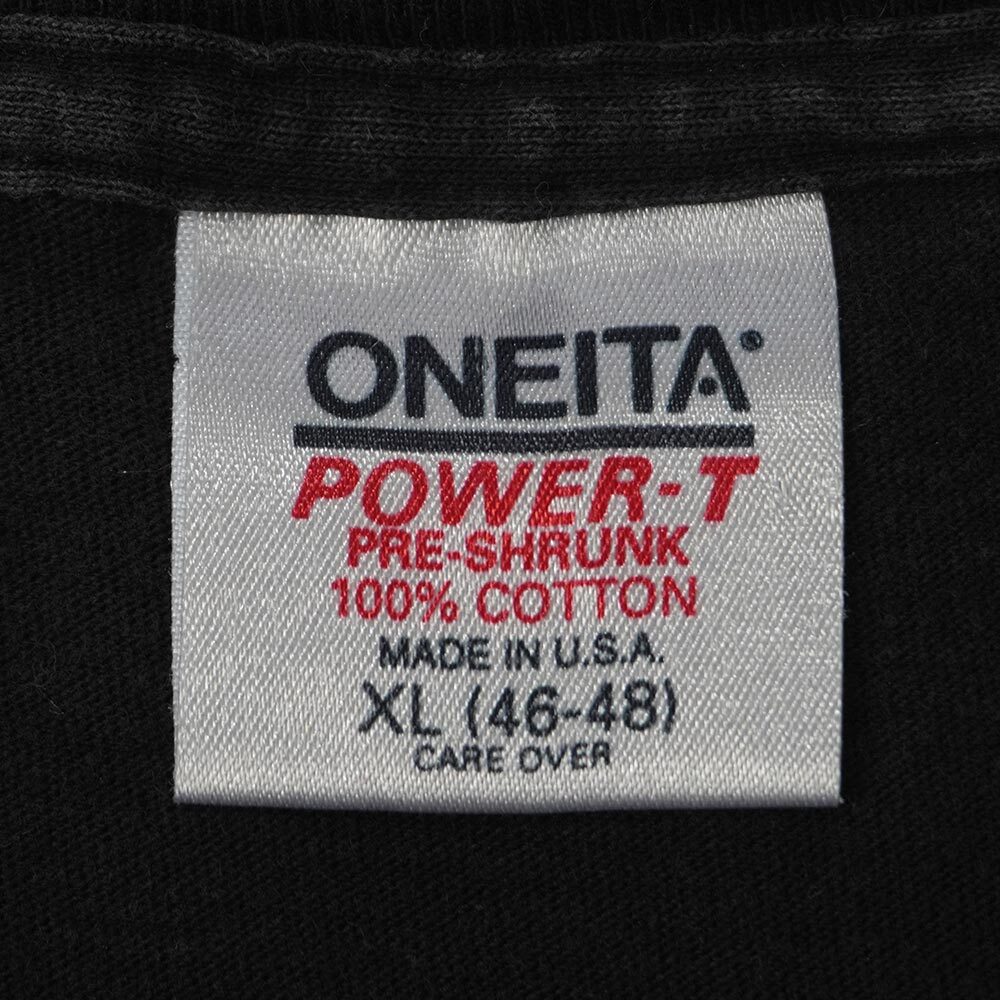 ONEITA®
POWER-T
PRE-SHRUNK
100% COTTON
MADE IN U.S.A.
XL (46-48)
CARE OVER